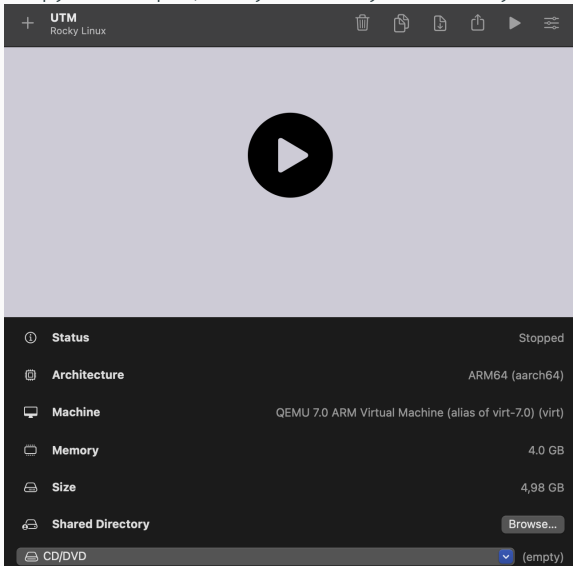 UTM
Rocky Linux
Status Stopped
Architecture ARM64 (aarch64)
Machine QEMU 7.0 ARM Virtual Machine (alias of virt-7.0) (virt)
Memory 4.0 GB
Size 4,98 GB
Shared Directory Browse...
CD/DVD (empty)